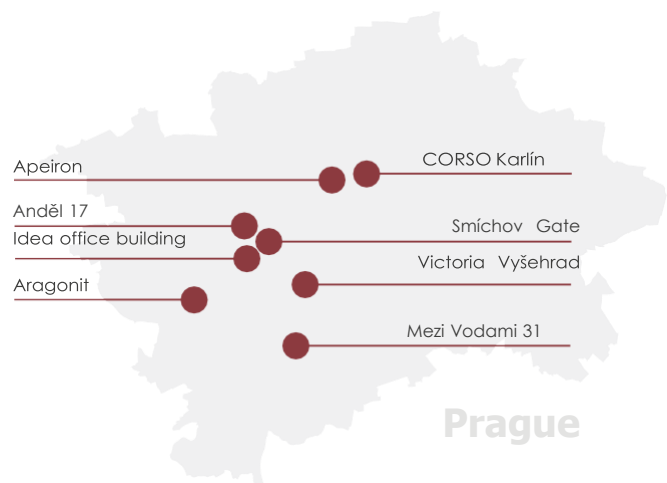 Apeiron
CORSO Karlín
Anděl 17
Smíchov Gate
Idea office building
Victoria Vyšehrad
Aragonit
Mezi Vodami 31
Prague